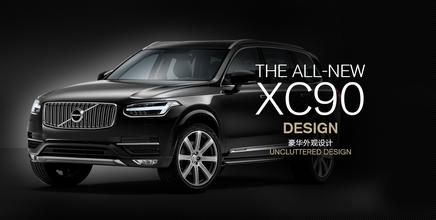 THE ALL-NEW
XC90
DESIGN
豪华外观设计
UNCLUTTERED DESIGN